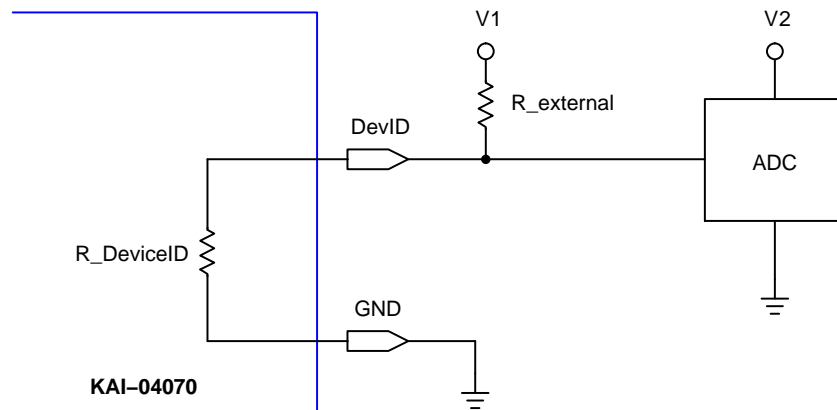 V1
V2
R_external
DevID
ADC
R_DeviceID
GND
KAI–04070